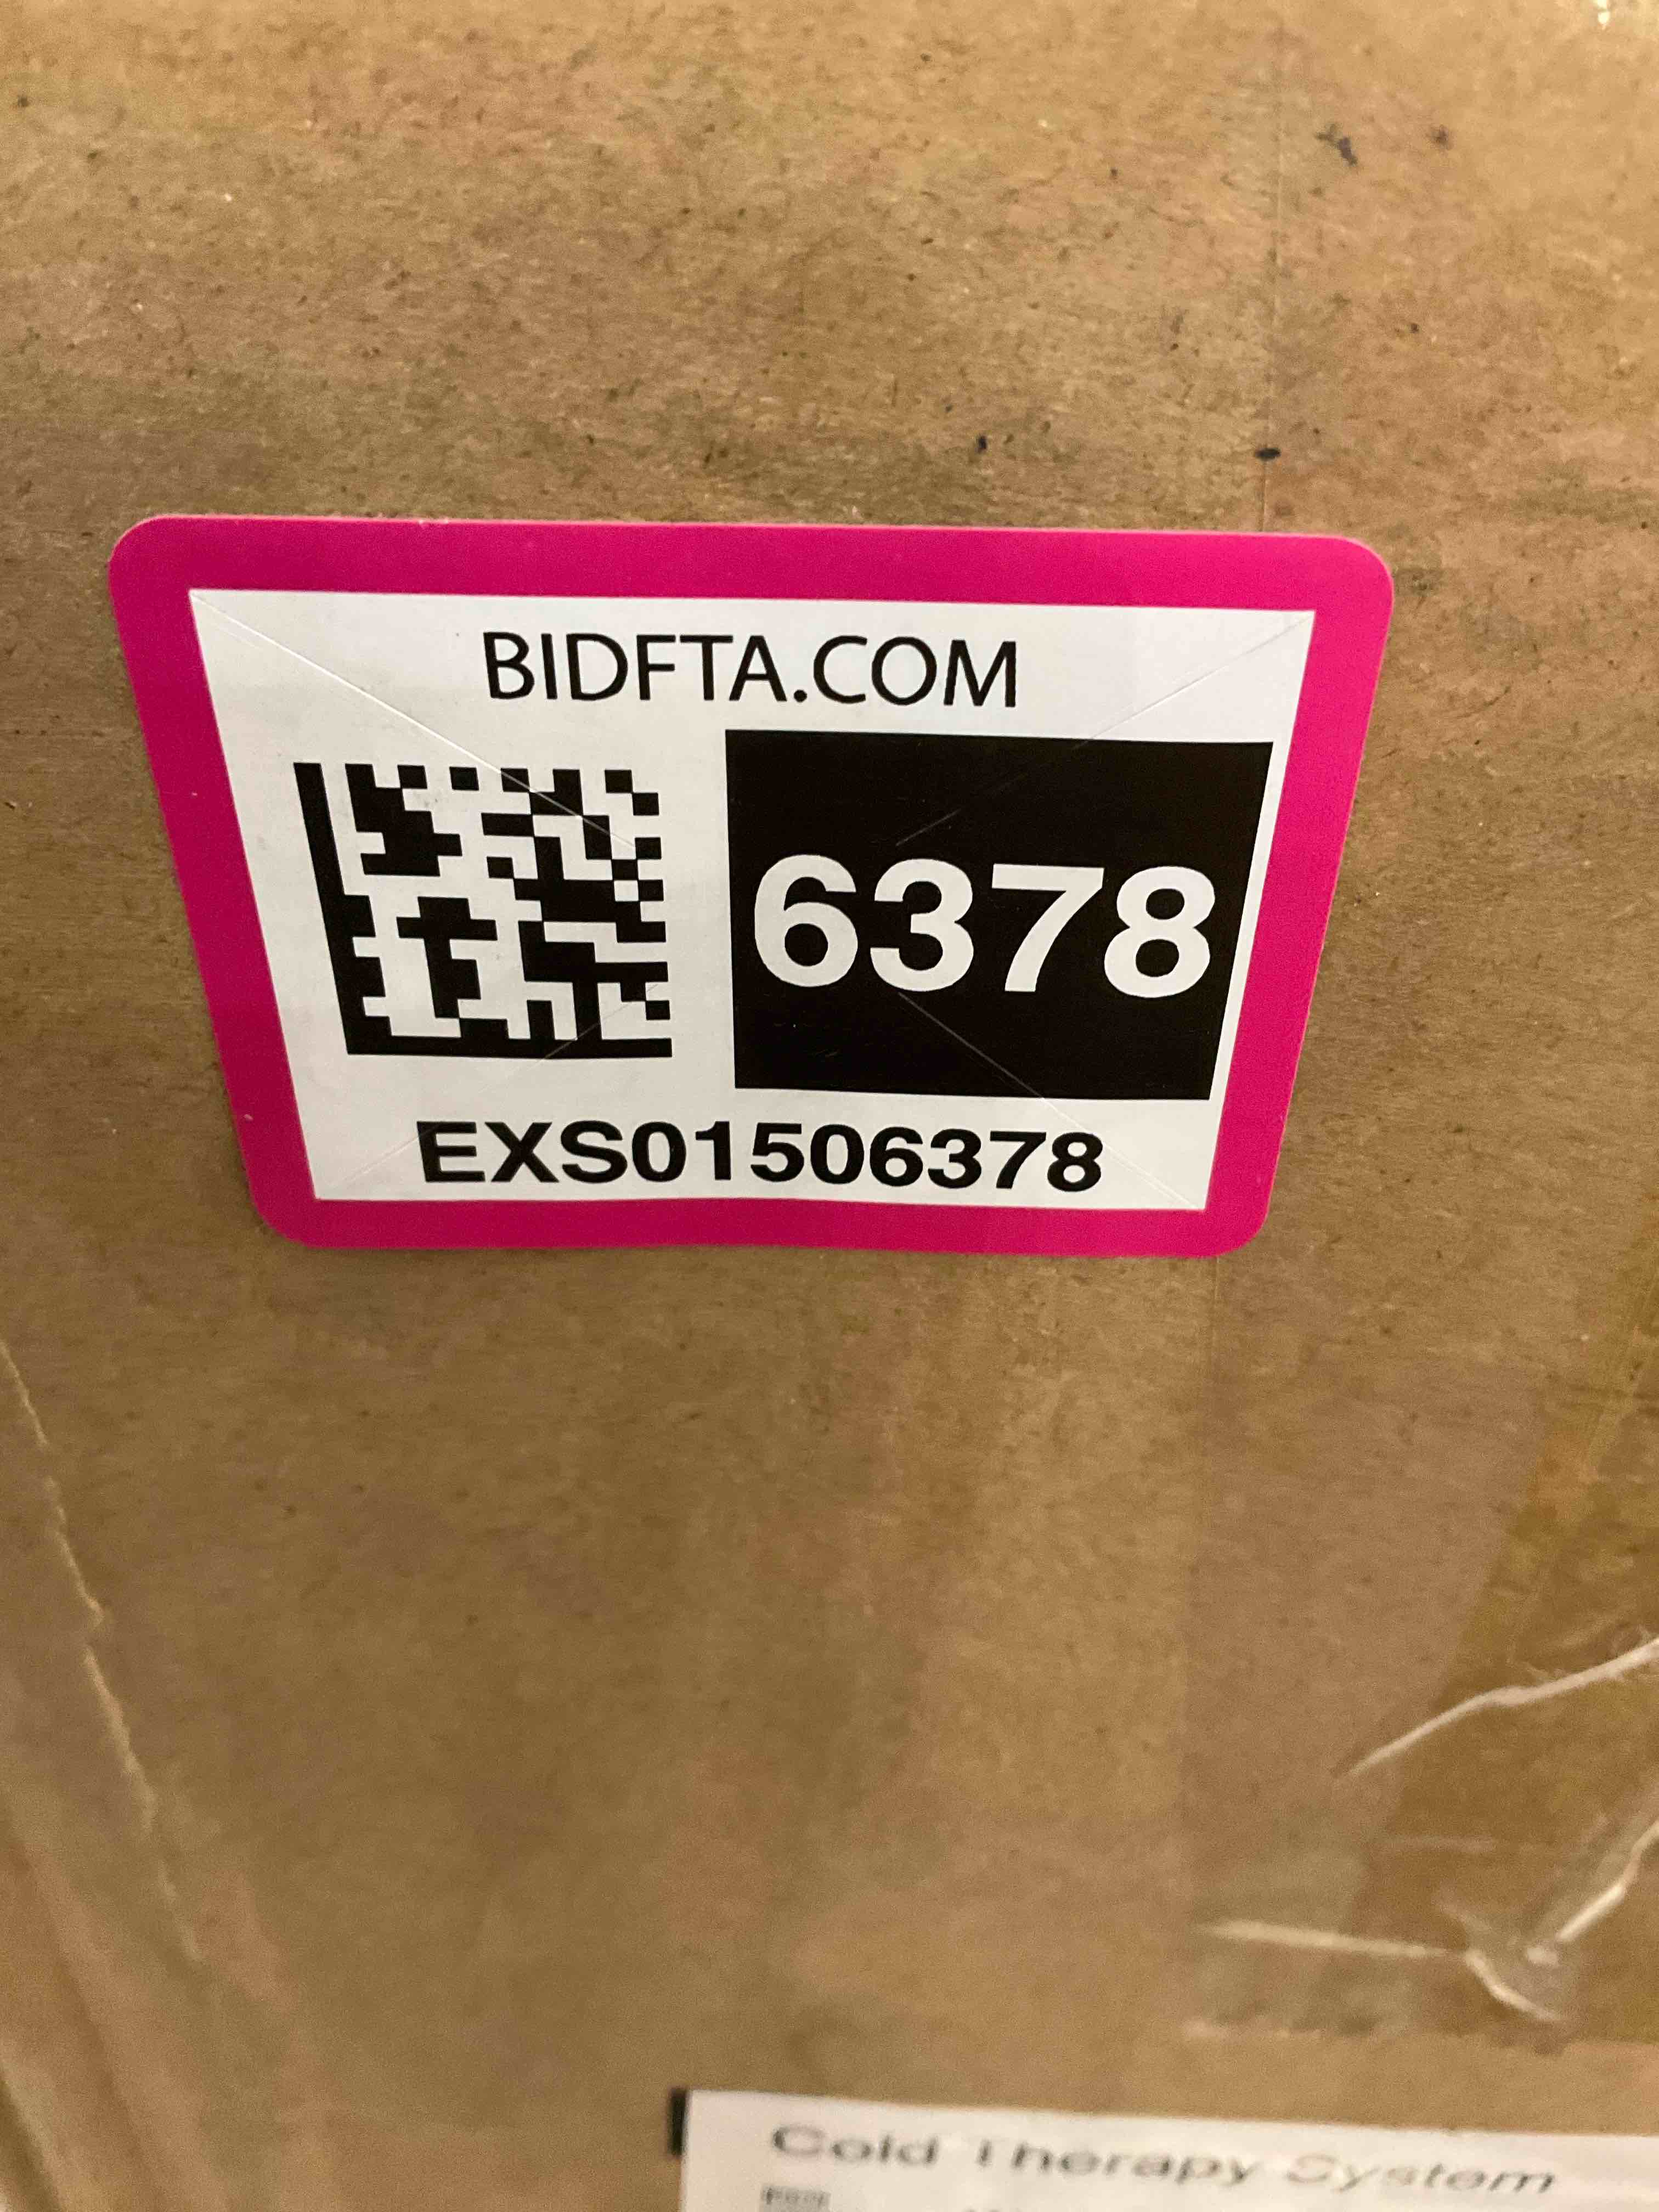 BIDFTA.COM
6378
EXS01506378
Cold Therapy System